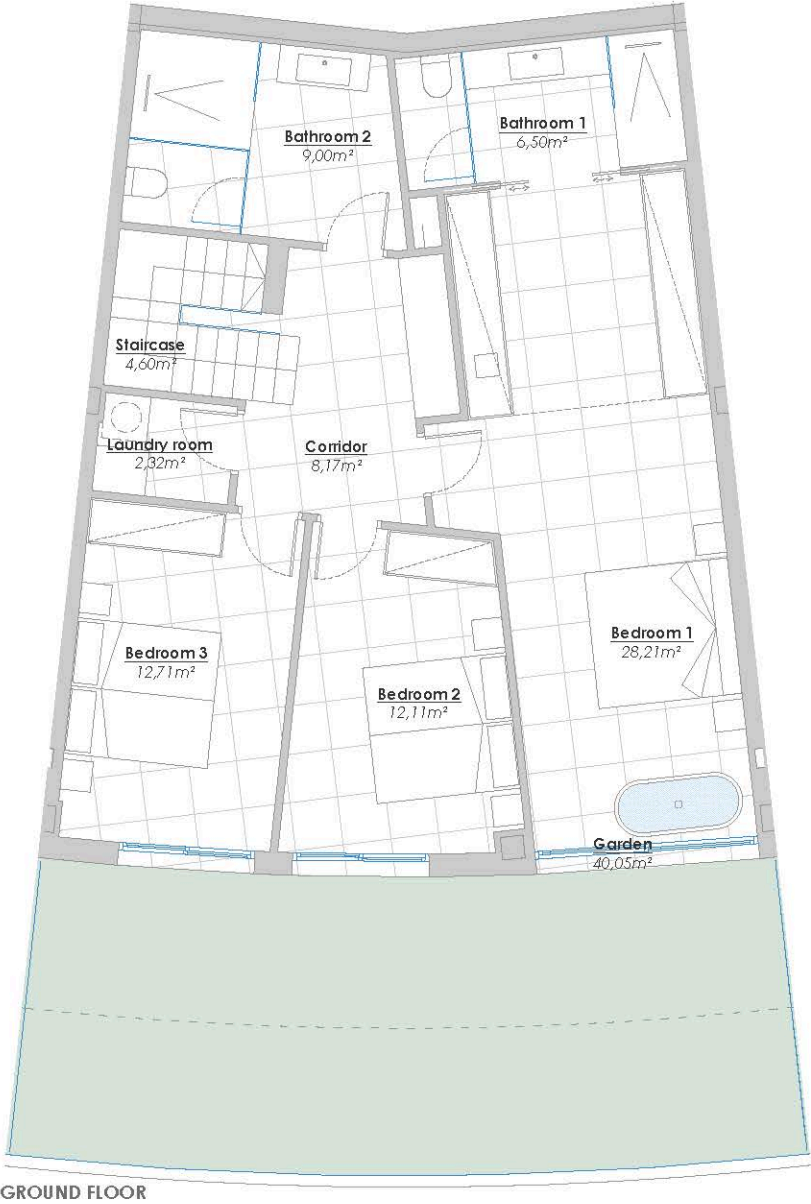 Bathroom 1
6,50m²
Bathroom 2
9,00m²
Staircase
4,60m²
Laundry room
2,32m²
Corridor
8,17m²
Bedroom 1
28,21m²
Bedroom 3
12,71m²
Bedroom 2
12,11m²
Garden
40,05m²
GROUND FLOOR